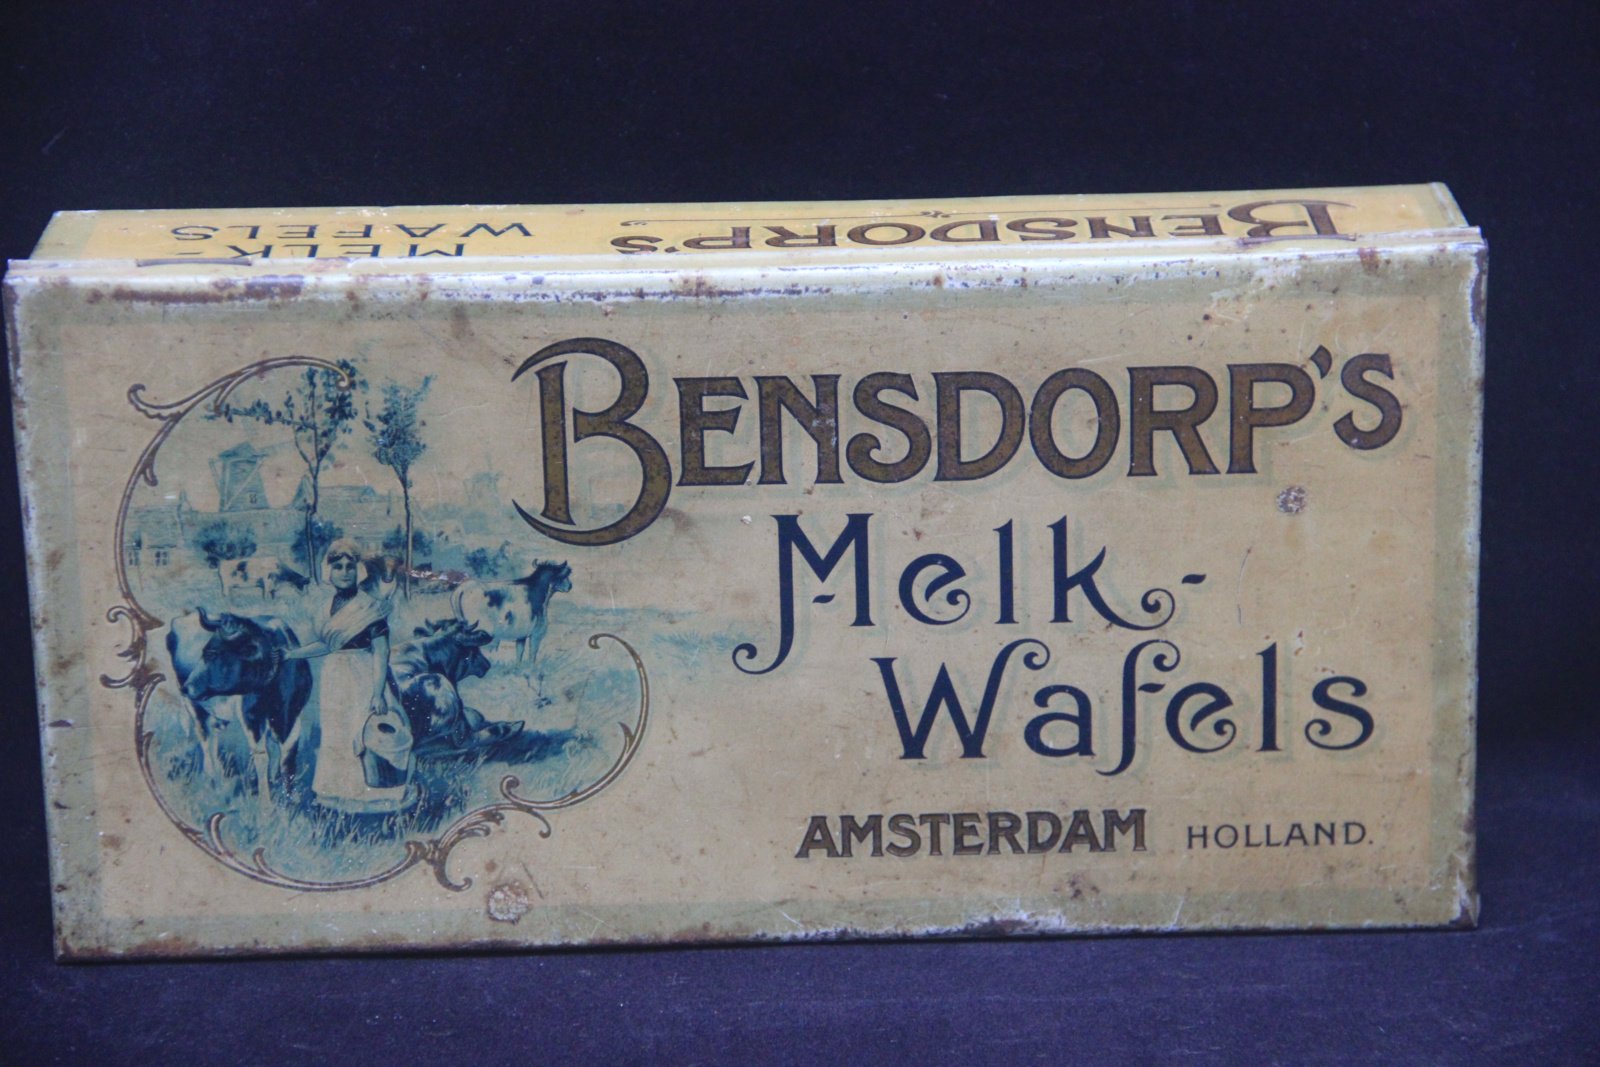 MELK-
WAFELS
BENSDORP'S
BENSDORP'S
Melk-
Wafels
AMSTERDAM HOLLAND.